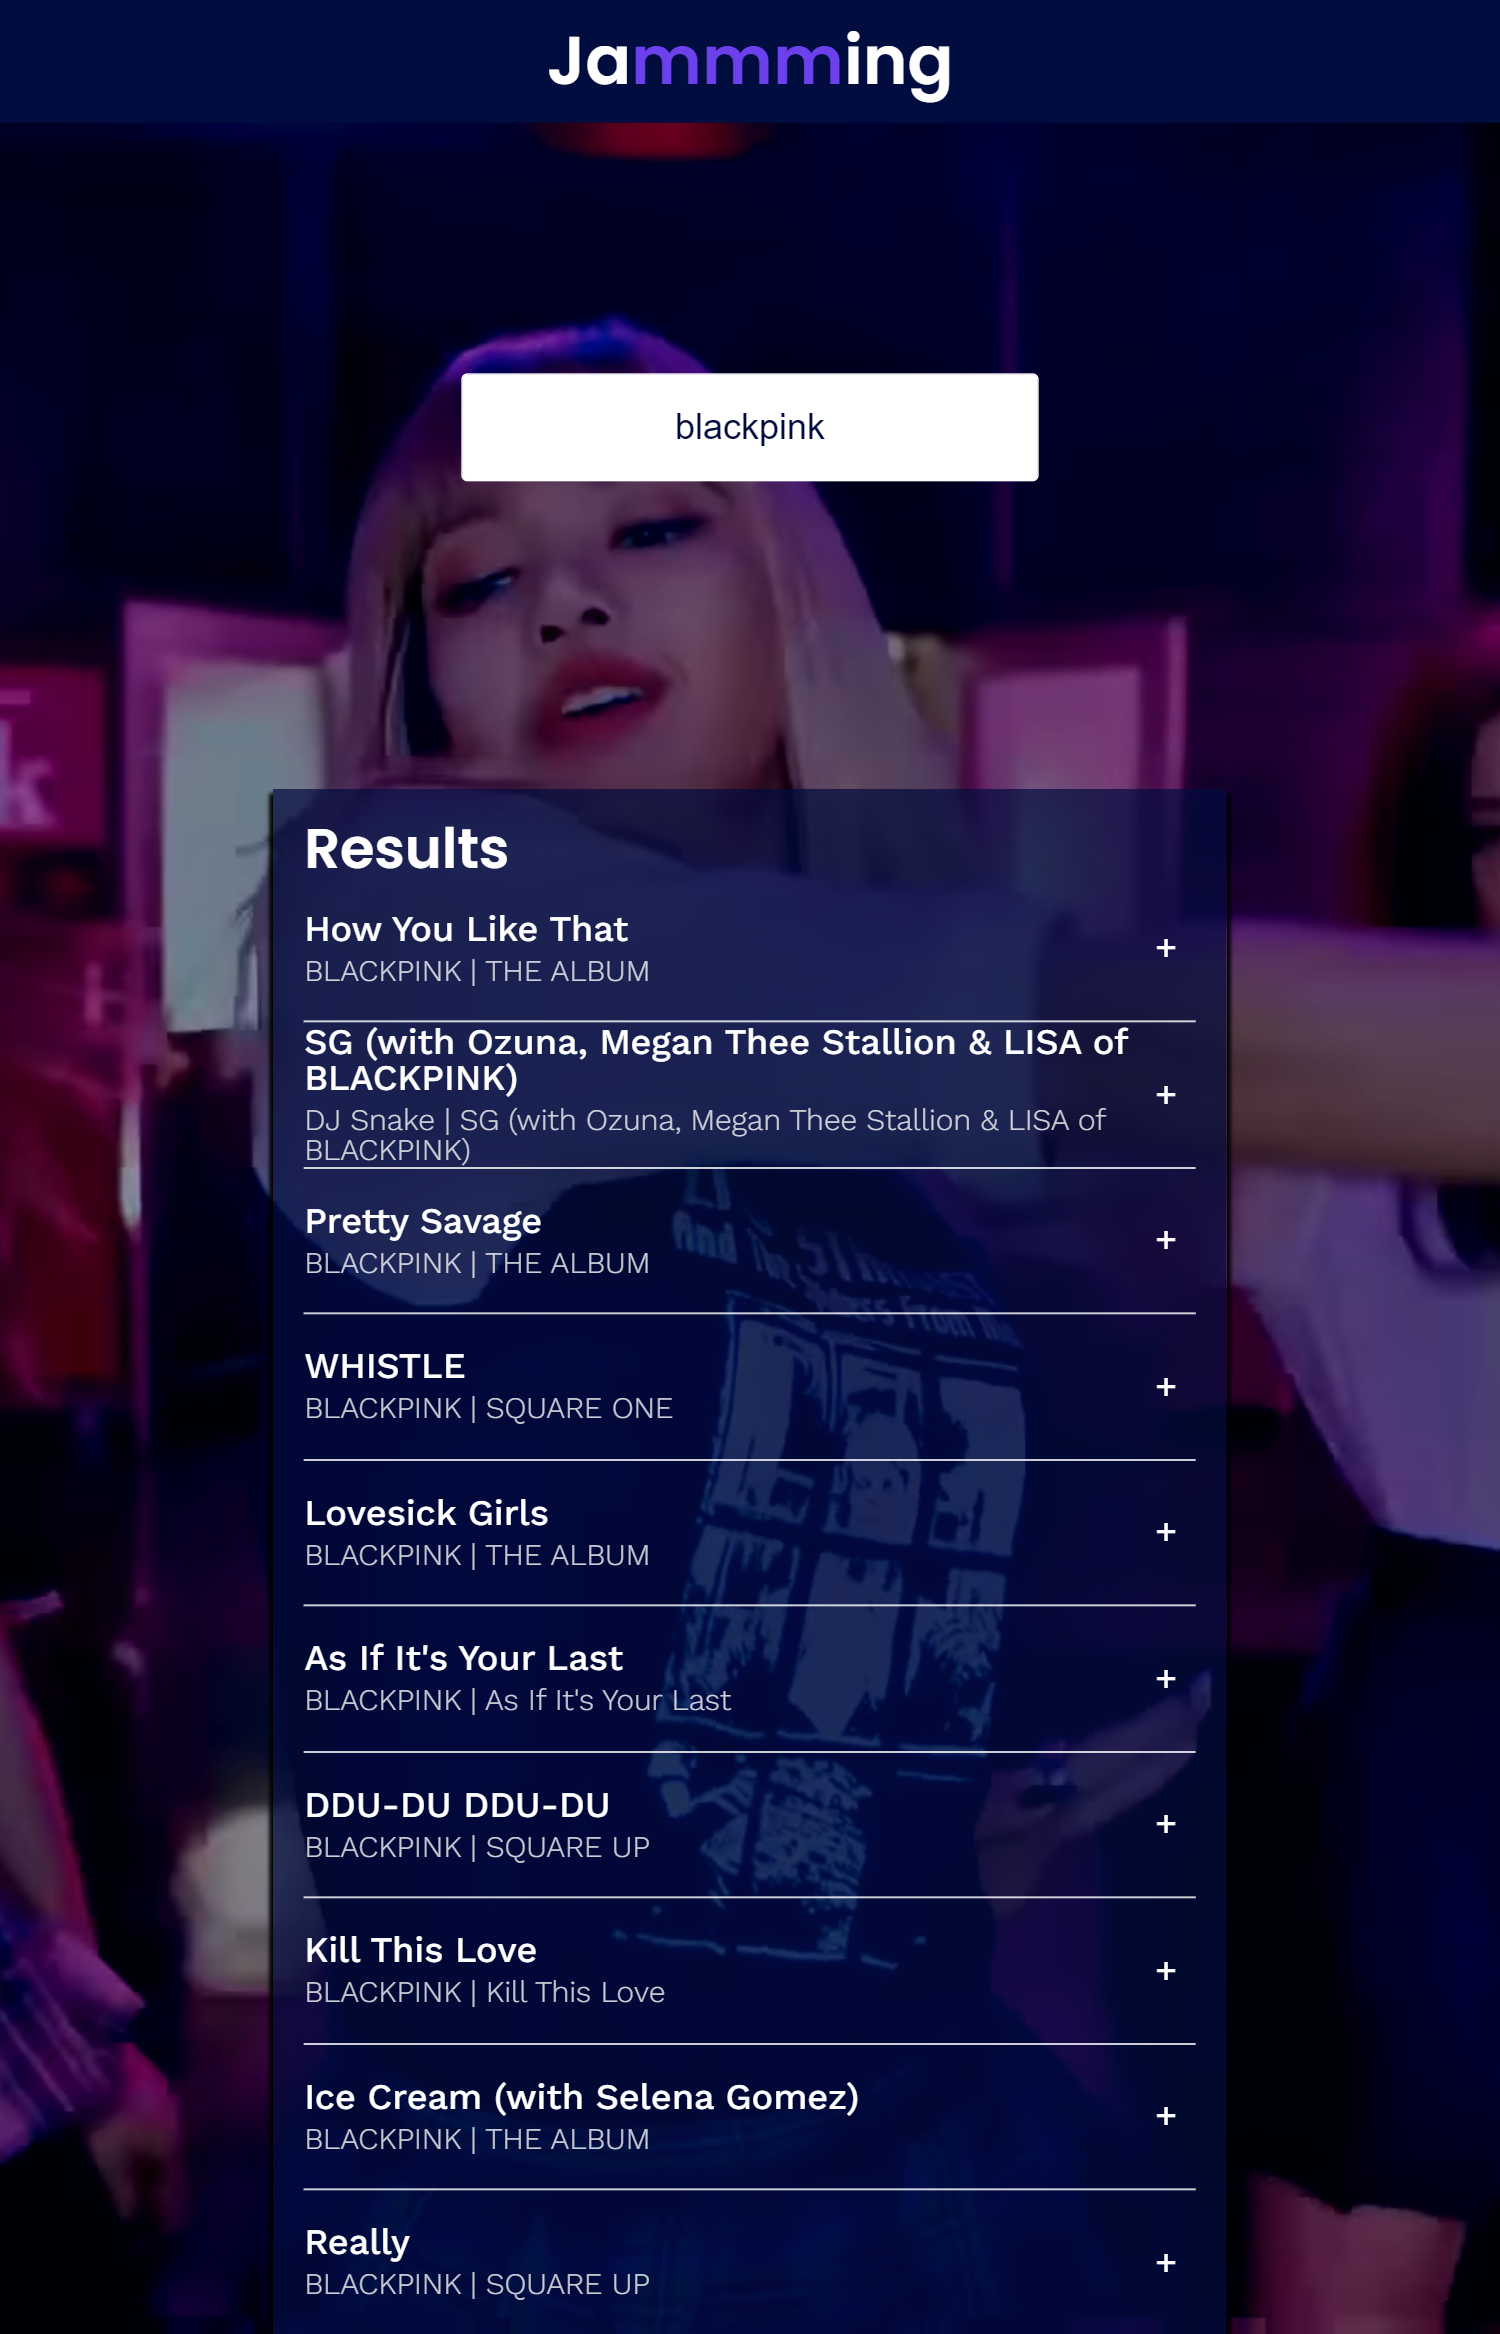 Jammming
blackpink
k
Results
How You Like That
BLACKPINK | THE ALBUM
+
SG (with Ozuna, Megan Thee Stallion & LISA of
BLACKPINK)
DJ Snake | SG (with Ozuna, Megan Thee Stallion & LISA of
BLACKPINK)
+
Pretty Savage
BLACKPINK | THE ALBUM
+
And
From
WHISTLE
BLACKPINK | SQUARE ONE
+
Lovesick Girls
BLACKPINK | THE ALBUM
+
As If It's Your Last
BLACKPINK | As If It's Your Last
+
DDU-DU DDU-DU
BLACKPINK | SQUARE UP
+
Kill This Love
BLACKPINK | Kill This Love
+
Ice Cream (with Selena Gomez)
BLACKPINK | THE ALBUM
+
Really
BLACKPINK | SQUARE UP
+